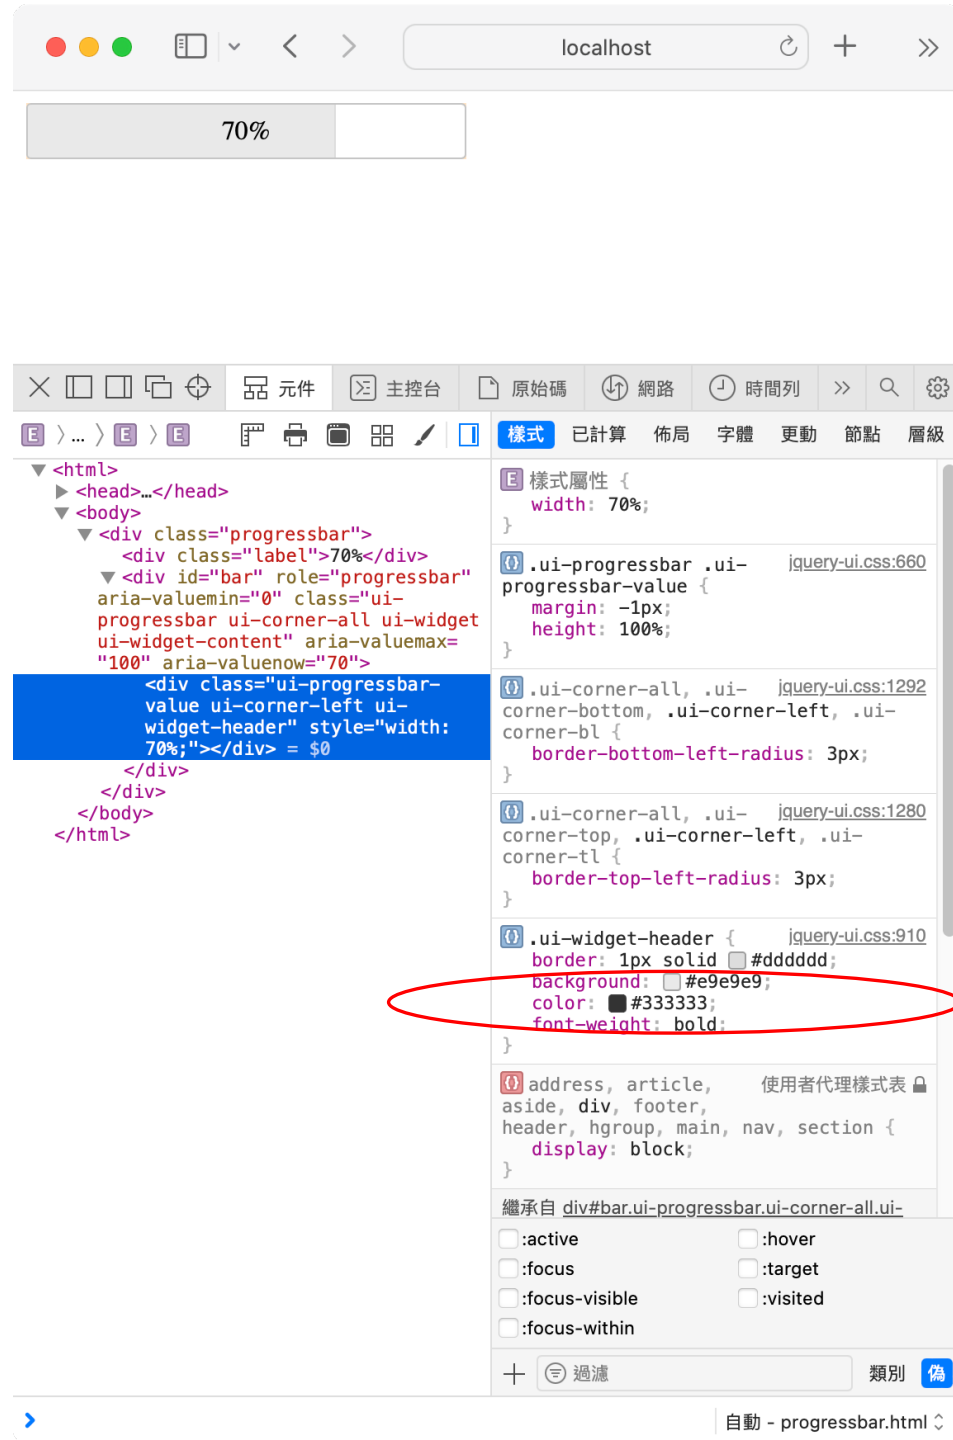 localhost
70%
元件
主控台
原始碼
網路
時間列
E 〉 ... 〉 E 〉 E
樣式 已計算 佈局 字體 更動 節點 層級
<html>
<head>…</head>
<body>
<div class="progressbar">
<div class="label">70%</div>
<div id="bar" role="progressbar"
aria-valuemin="0" class="ui-
progressbar ui-corner-all ui-widget
ui-widget-content" aria-valuemax=
"100" aria-valuenow="70">
<div class="ui-progressbar-
value ui-corner-left ui-
widget-header" style="width:
70%;"></div> = $0
</div>
</div>
</body>
</html>
E 樣式屬性 {
width: 70%;
}
.ui-progressbar .ui- jquery-ui.css:660
progressbar-value {
margin: -1px;
height: 100%;
}
.ui-corner-all, .ui- jquery-ui.css:1292
corner-bottom, .ui-corner-left, .ui-
corner-bl {
border-bottom-left-radius: 3px;
}
.ui-corner-all, .ui- jquery-ui.css:1280
corner-top, .ui-corner-left, .ui-
corner-tl {
border-top-left-radius: 3px;
}
.ui-widget-header { jquery-ui.css:910
border: 1px solid #dddddd;
background: #e9e9e9;
color: #333333;
font-weight: bold;
}
address, article, 使用者代理樣式表
aside, div, footer,
header, hgroup, main, nav, section {
display: block;
}
繼承自 div#bar.ui-progressbar.ui-corner-all.ui-
:active :hover
:focus :target
:focus-visible :visited
:focus-within
過濾 類別 偽
自動 - progressbar.html